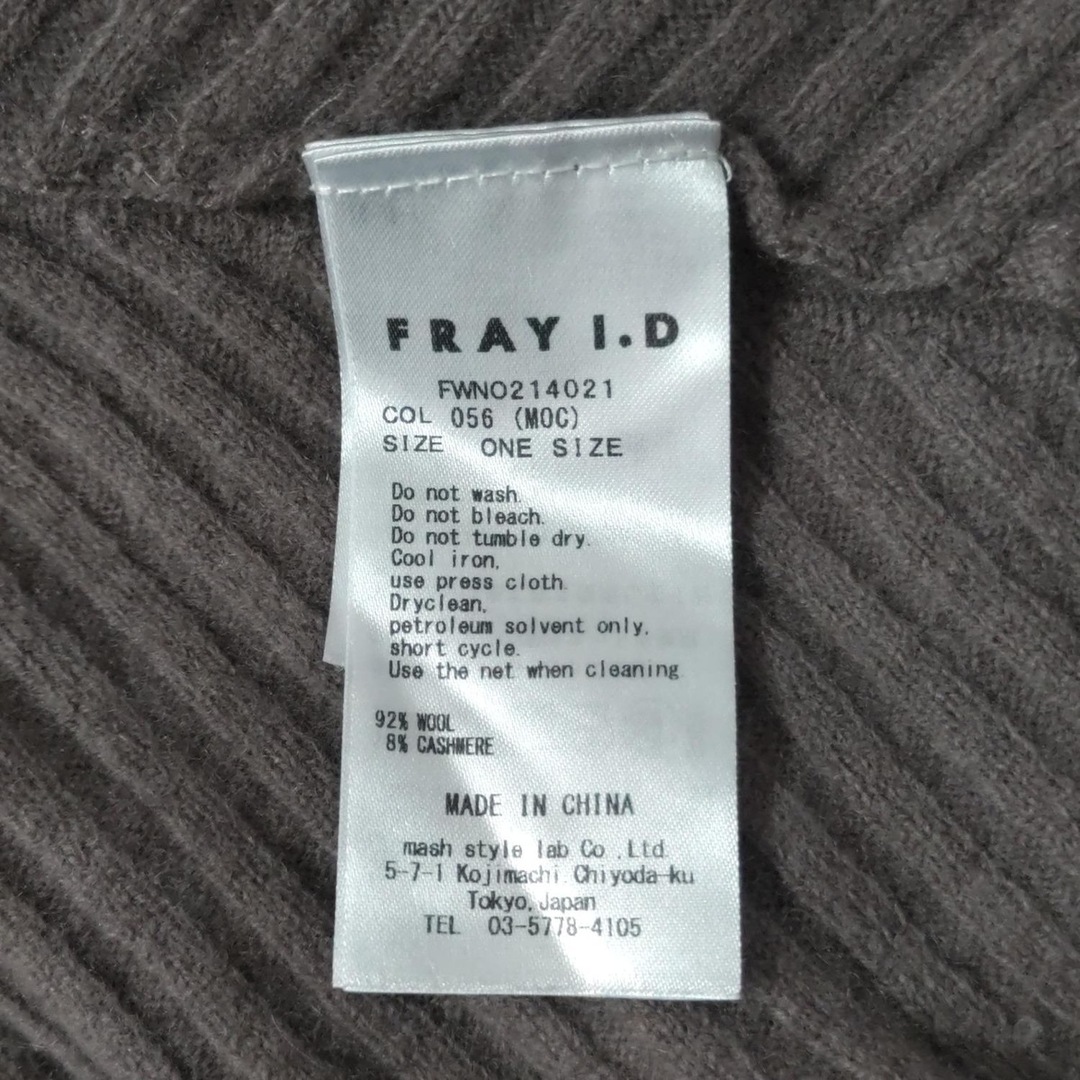 FRAY I.D
FWNO214021
COL 056 (MOC)
SIZE ONE SIZE
Do not wash.
Do not bleach.
Do not tumble dry.
Cool iron,
use press cloth.
Dryclean,
petroleum solvent only,
short cycle.
Use the net when cleaning
92% WOOL
8% CASHMERE
MADE IN CHINA
mash style lab Co .,Ltd
5-7-1 Kojimachi. Chiyoda-ku
Tokyo, Japan
TEL 03-5778-4105